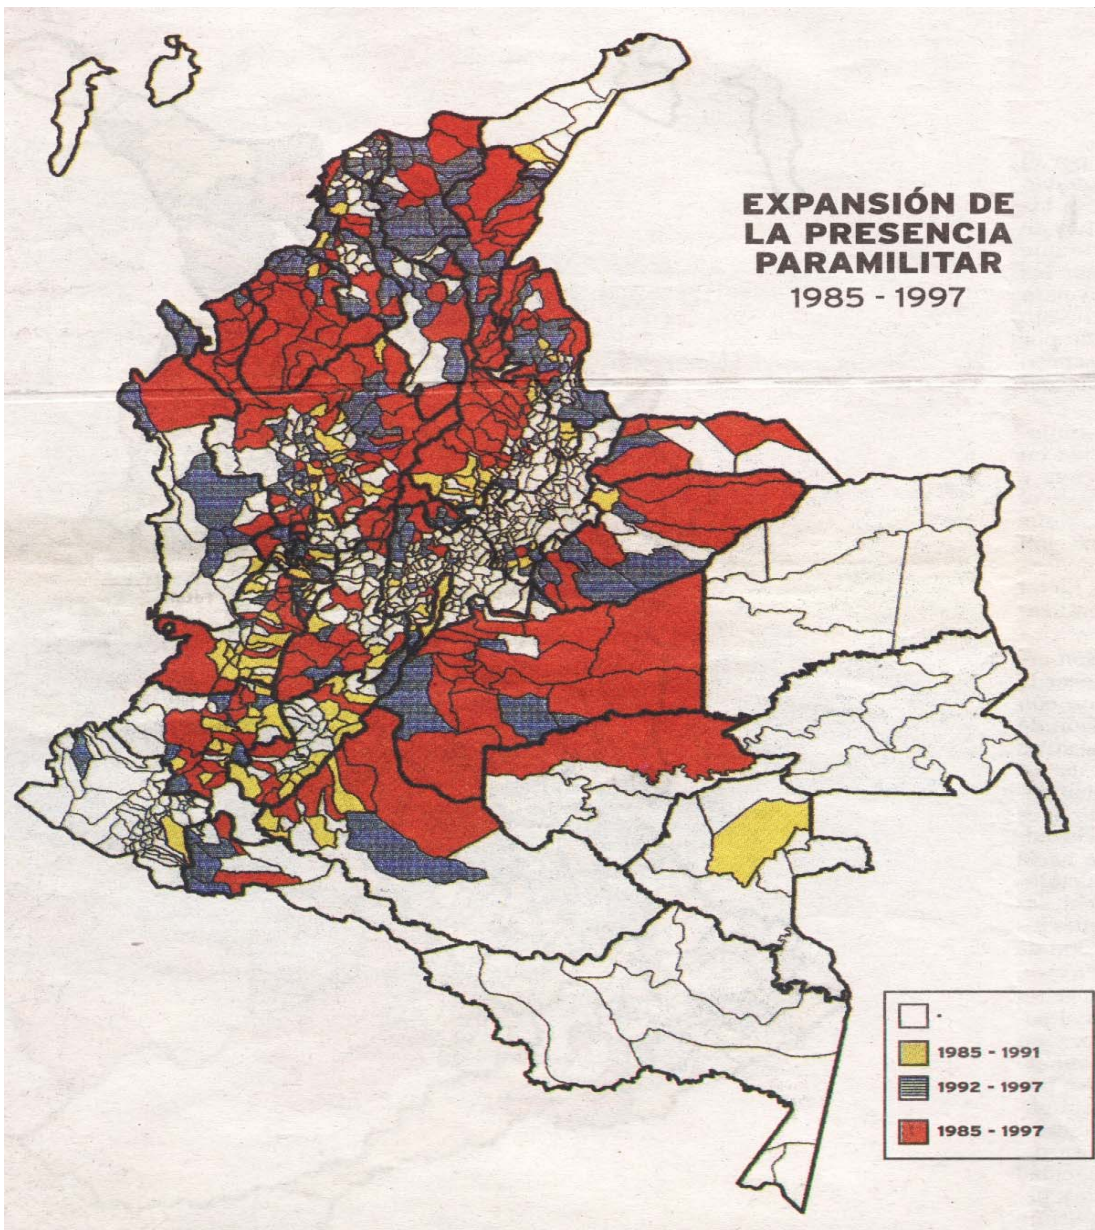 EXPANSIÓN DE
LA PRESENCIA
PARAMILITAR
1985 - 1997
-
1985 - 1991
1992 - 1997
1985 - 1997